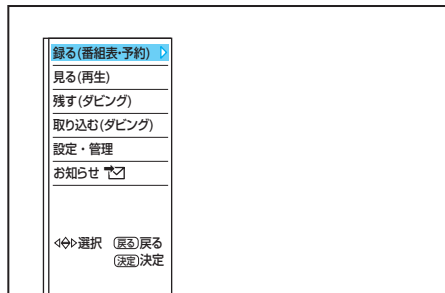 録る(番組表・予約)
見る(再生)
残す(ダビング)
取り込む(ダビング)
設定・管理
お知らせ
選択 戻る戻る
決定決定